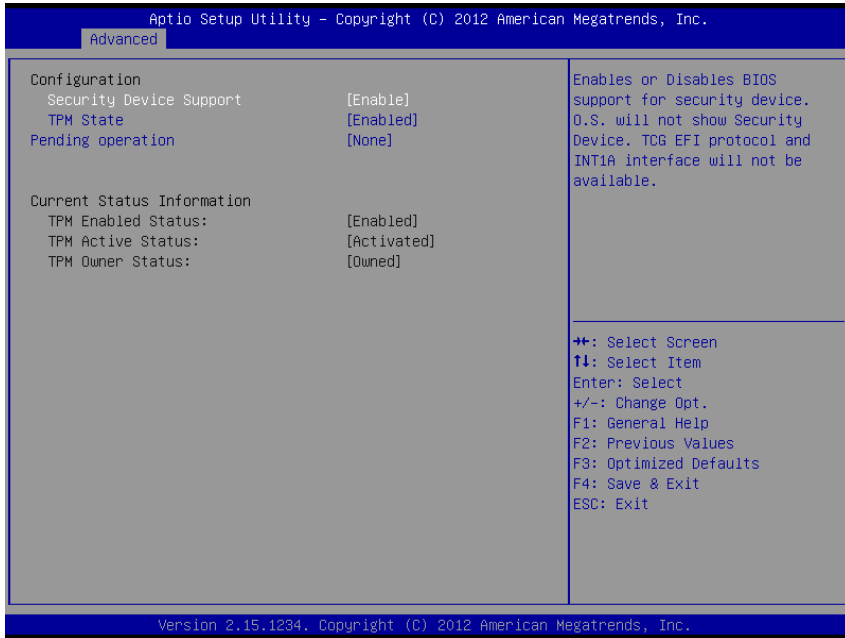 Aptio Setup Utility – Copyright (C) 2012 American Megatrends, Inc.
Advanced
Configuration
Security Device Support [Enable]
TPM State [Enabled]
Pending operation [None]
Current Status Information
TPM Enabled Status: [Enabled]
TPM Active Status: [Activated]
TPM Owner Status: [Owned]
Enables or Disables BIOS
support for security device.
O.S. will not show Security
Device. TCG EFI protocol and
INT1A interface will not be
available.
→←: Select Screen
↑↓: Select Item
Enter: Select
+/-: Change Opt.
F1: General Help
F2: Previous Values
F3: Optimized Defaults
F4: Save & Exit
ESC: Exit
Version 2.15.1234. Copyright (C) 2012 American Megatrends, Inc.